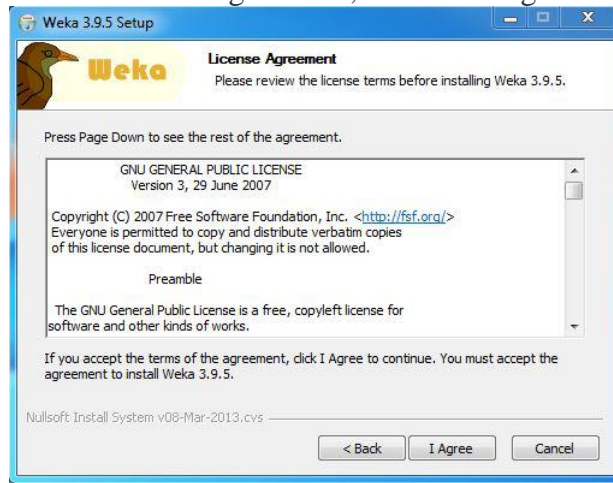 Weka 3.9.5 Setup
Weka
License Agreement
Please review the license terms before installing Weka 3.9.5.
Press Page Down to see the rest of the agreement.
GNU GENERAL PUBLIC LICENSE
Version 3, 29 June 2007
Copyright (C) 2007 Free Software Foundation, Inc. <http://fsf.org/>
Everyone is permitted to copy and distribute verbatim copies
of this license document, but changing it is not allowed.
Preamble
The GNU General Public License is a free, copyleft license for
software and other kinds of works.
If you accept the terms of the agreement, click I Agree to continue. You must accept the
agreement to install Weka 3.9.5.
Nullsoft Install System v08-Mar-2013.cvs
< Back I Agree Cancel